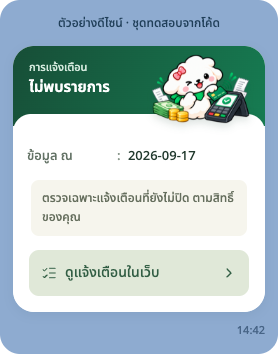 ตัวอย่างดีไซน์ · ชุดทดสอบจากโค้ด
การแจ้งเตือน
ไม่พบรายการ
ข้อมูล ณ : 2026-09-17
ตรวจเฉพาะแจ้งเตือนที่ยังไม่ปิด ตามสิทธิ์
ของคุณ
ดูแจ้งเตือนในเว็บ
14:42